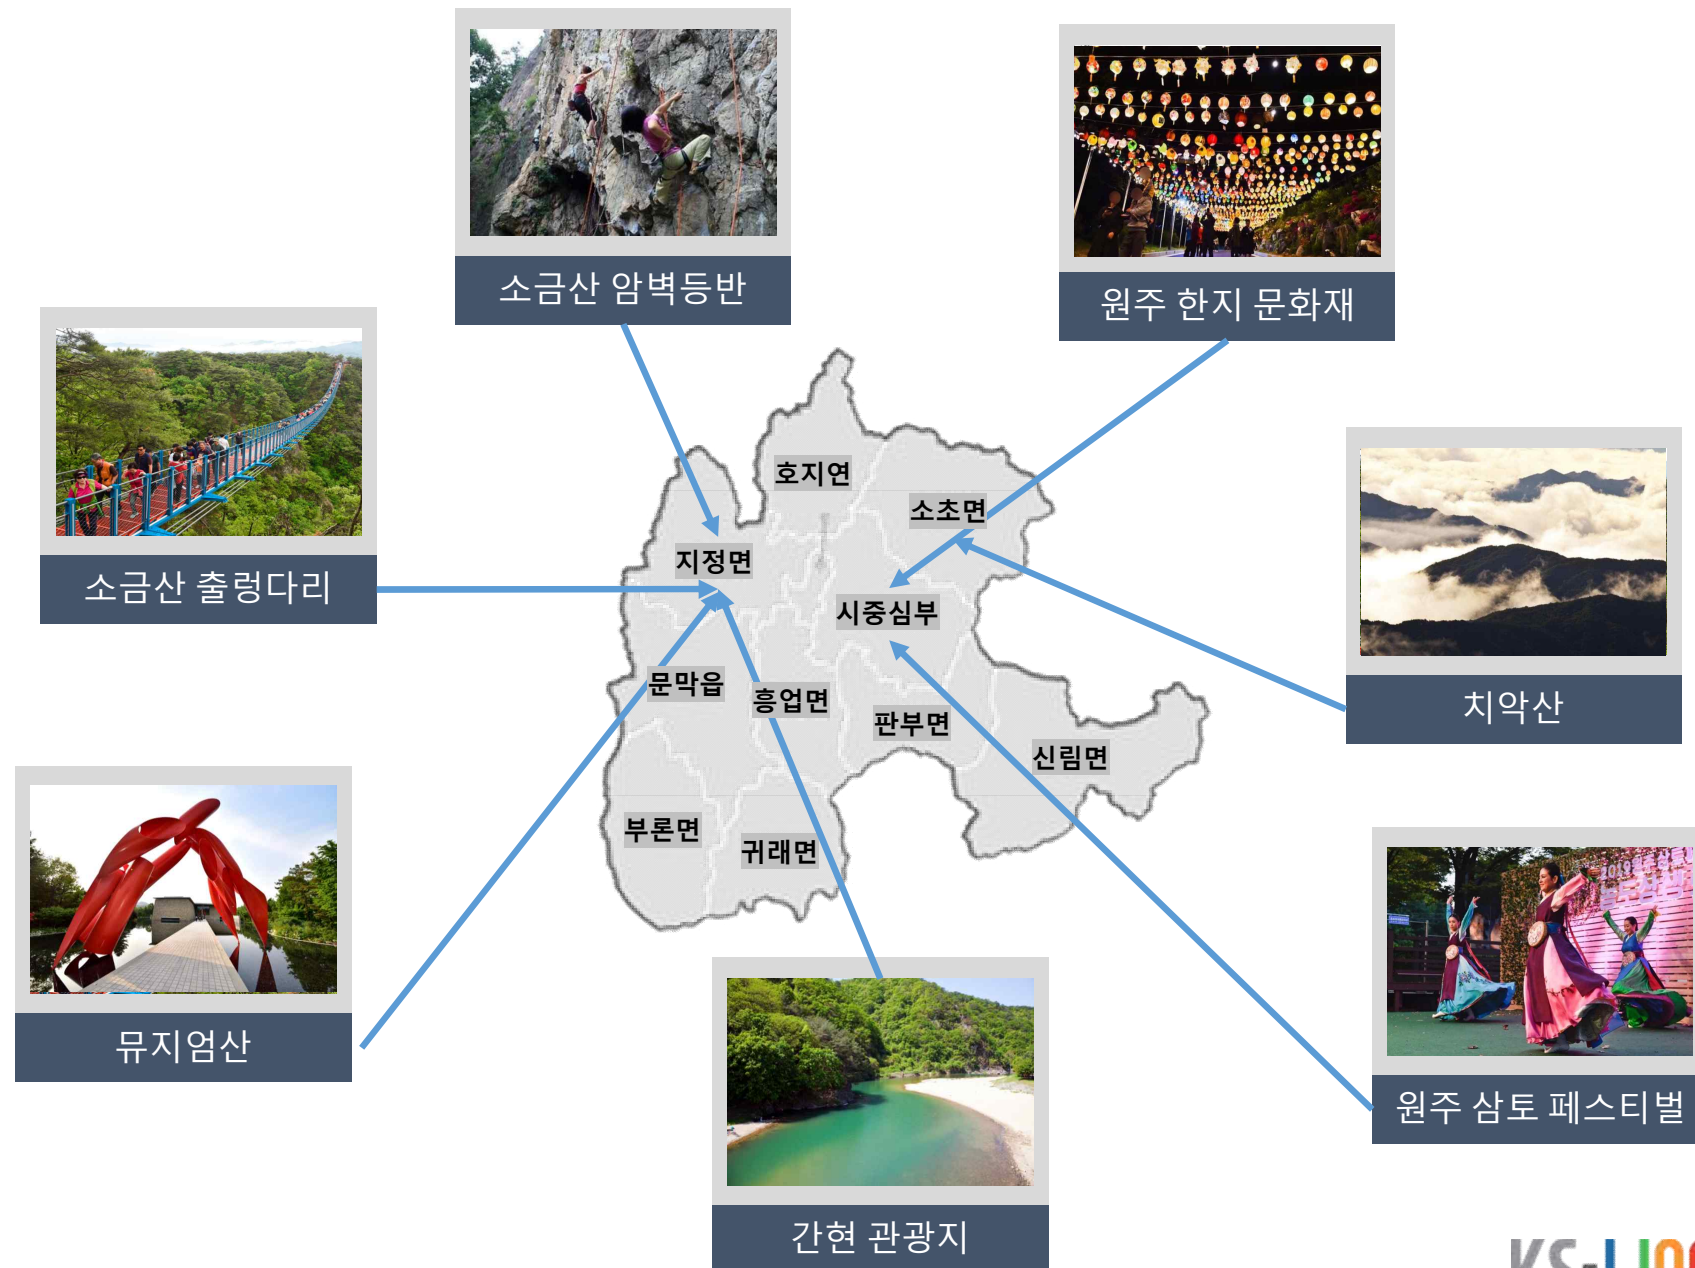 소금산 암벽등반
원주 한지 문화재
소금산 출렁다리
치악산
호지연
소초면
지정면
시중심부
문막읍
흥업면
판부면
신림면
부론면
귀래면
뮤지엄산
원주 삼토 페스티벌
간현 관광지